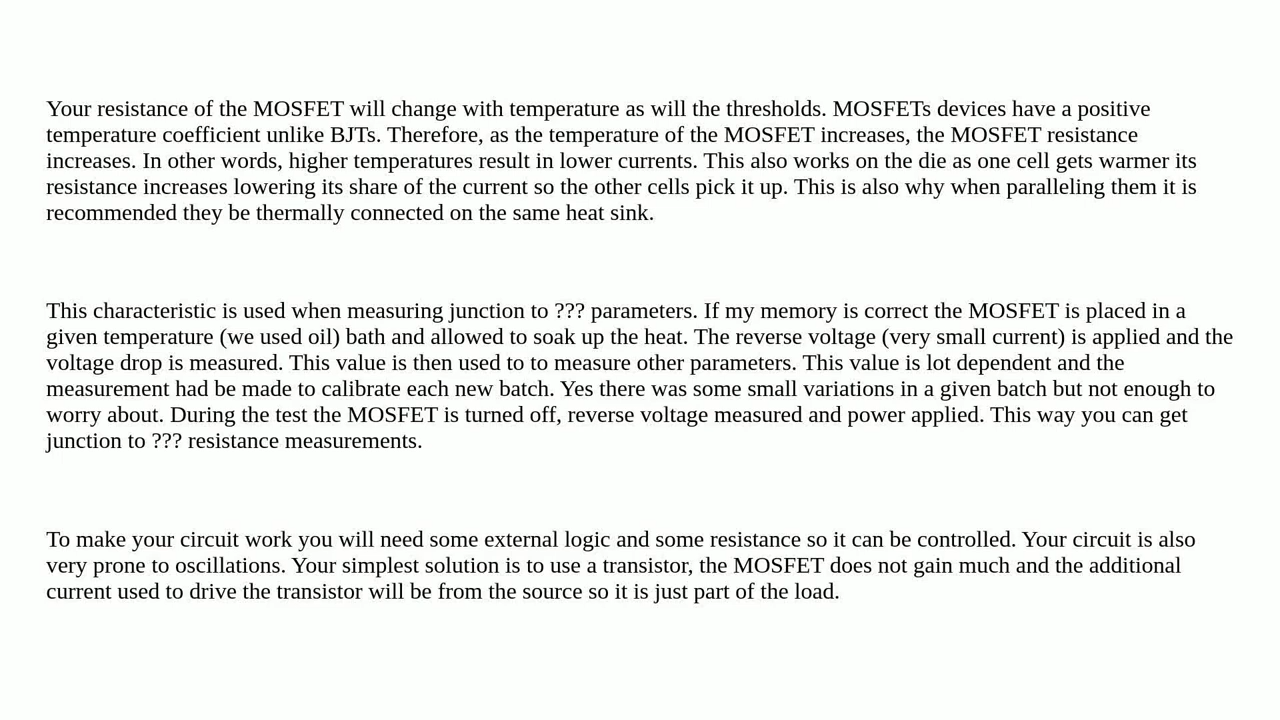 Your resistance of the MOSFET will change with temperature as will the thresholds. MOSFETs devices have a positive
temperature coefficient unlike BJTs. Therefore, as the temperature of the MOSFET increases, the MOSFET resistance
increases. In other words, higher temperatures result in lower currents. This also works on the die as one cell gets warmer its
resistance increases lowering its share of the current so the other cells pick it up. This is also why when paralleling them it is
recommended they be thermally connected on the same heat sink.
This characteristic is used when measuring junction to ??? parameters. If my memory is correct the MOSFET is placed in a
given temperature (we used oil) bath and allowed to soak up the heat. The reverse voltage (very small current) is applied and the
voltage drop is measured. This value is then used to to measure other parameters. This value is lot dependent and the
measurement had be made to calibrate each new batch. Yes there was some small variations in a given batch but not enough to
worry about. During the test the MOSFET is turned off, reverse voltage measured and power applied. This way you can get
junction to ??? resistance measurements.
To make your circuit work you will need some external logic and some resistance so it can be controlled. Your circuit is also
very prone to oscillations. Your simplest solution is to use a transistor, the MOSFET does not gain much and the additional
current used to drive the transistor will be from the source so it is just part of the load.